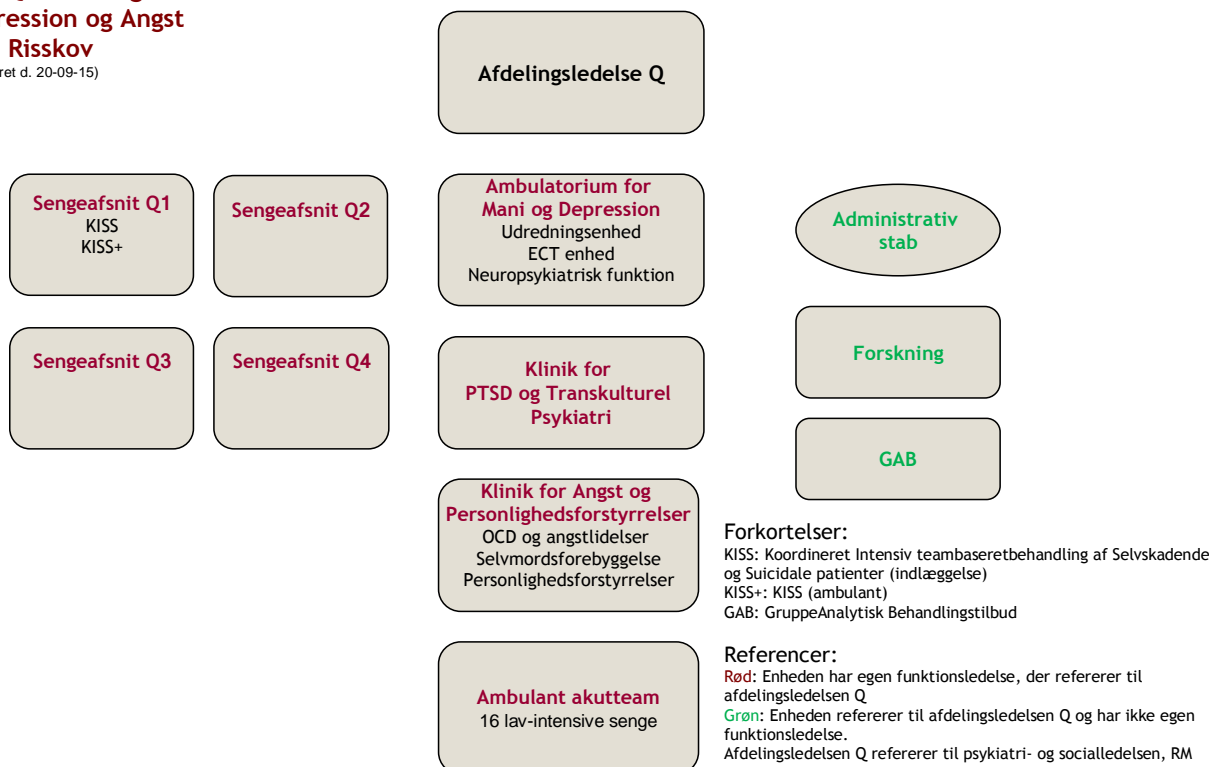 ression og Angst
Risskov
ret d. 20-09-15)
Afdelingsledelse Q
Sengeafsnit Q1
KISS
KISS+
Sengeafsnit Q2
Sengeafsnit Q3
Sengeafsnit Q4
Ambulatorium for
Mani og Depression
Udredningsenhed
ECT enhed
Neuropsykiatrisk funktion
Klinik for
PTSD og Transkulturel
Psykiatri
Klinik for Angst og
Personlighedsforstyrrelser
OCD og angstlidelser
Selvmordsforebyggelse
Personlighedsforstyrrelser
Ambulant akutteam
16 lav-intensive senge
Administrativ
stab
Forskning
GAB
Forkortelser:
KISS: Koordineret Intensiv teambaseretbehandling af Selvskadende
og Suicidale patienter (indlæggelse)
KISS+: KISS (ambulant)
GAB: GruppeAnalytisk Behandlingstilbud
Referencer:
Rød: Enheden har egen funktionsledelse, der refererer til
afdelingsledelsen Q
Grøn: Enheden refererer til afdelingsledelsen Q og har ikke egen
funktionsledelse.
Afdelingsledelsen Q refererer til psykiatri- og socialledelsen, RM